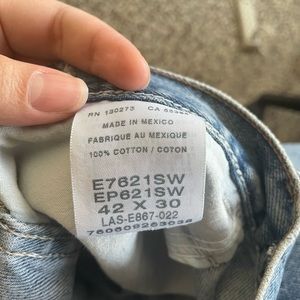 RN 130273 CA
MADE IN MEXICO
FABRIQUE AU MEXIQUE
100% COTTON / COTON
E7621SW
EP621SW
42 X 30
LAS-E867-022